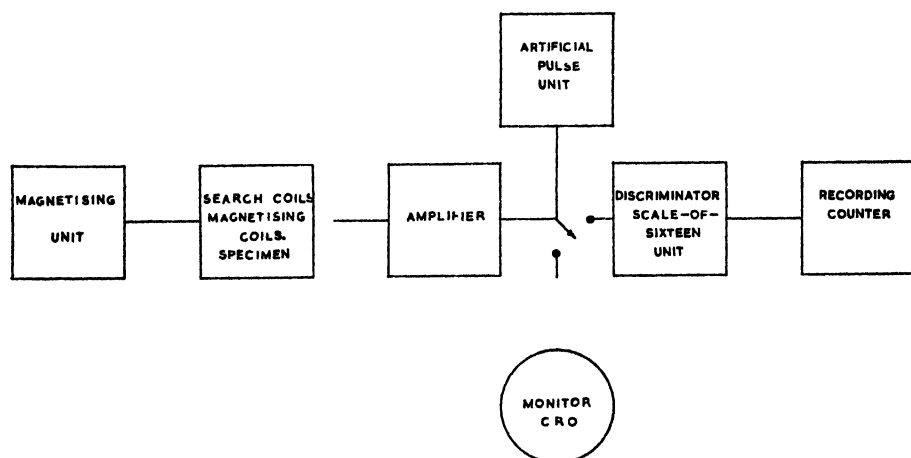 ARTIFICIAL
PULSE
UNIT
MAGNETISING
UNIT
SEARCH COILS
MAGNETISING
COILS.
SPECIMEN
AMPLIFIER
DISCRIMINATOR
SCALE-OF-
SIXTEEN
UNIT
RECORDING
COUNTER
MONITOR
CRO